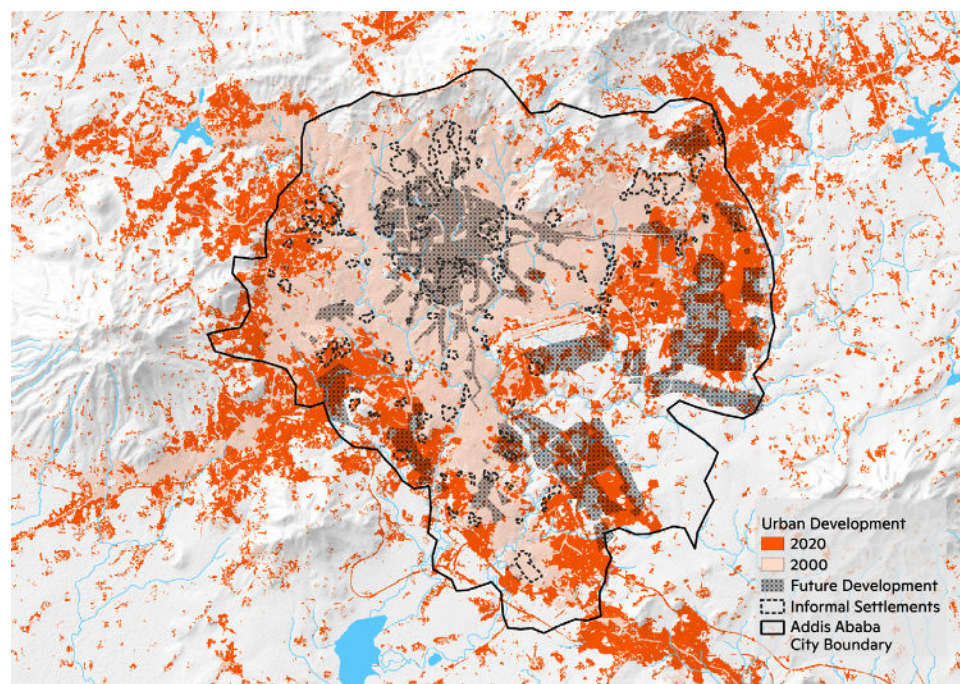 Urban Development
2020
2000
Future Development
Informal Settlements
Addis Ababa
City Boundary